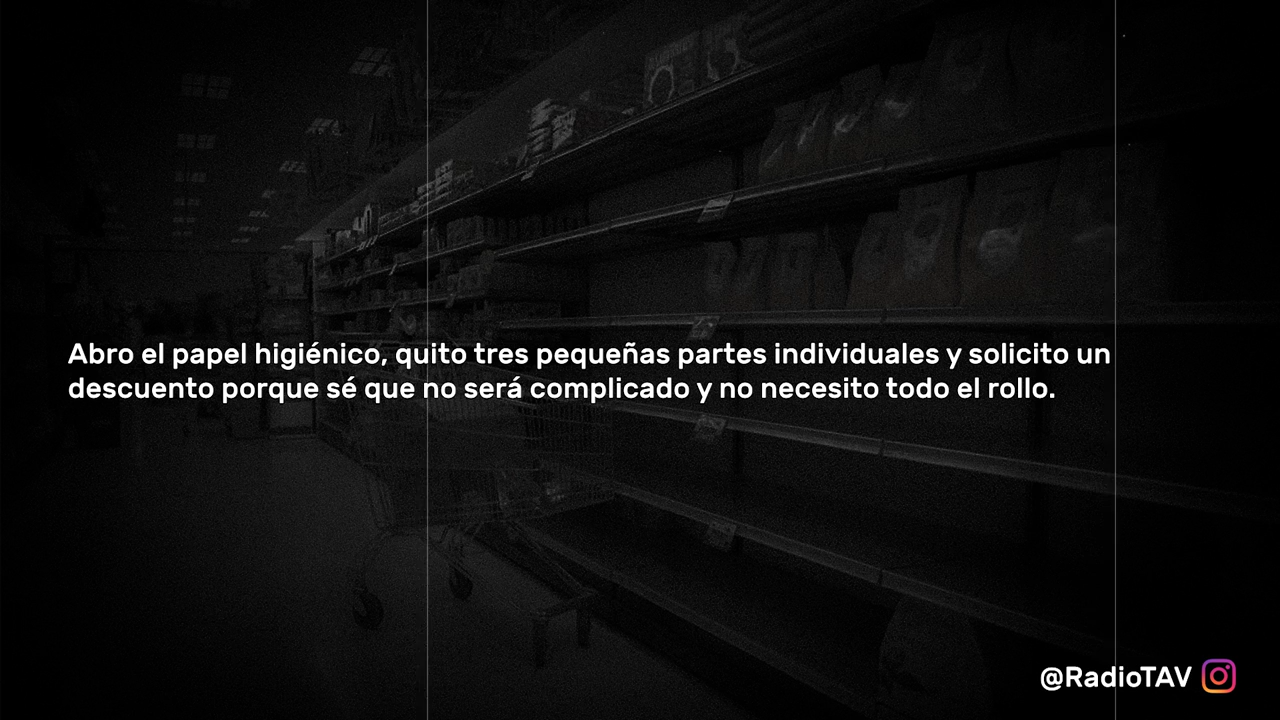 Abro el papel higiénico, quito tres pequeñas partes individuales y solicito un
descuento porque sé que no será complicado y no necesito todo el rollo.
@RadioTAV